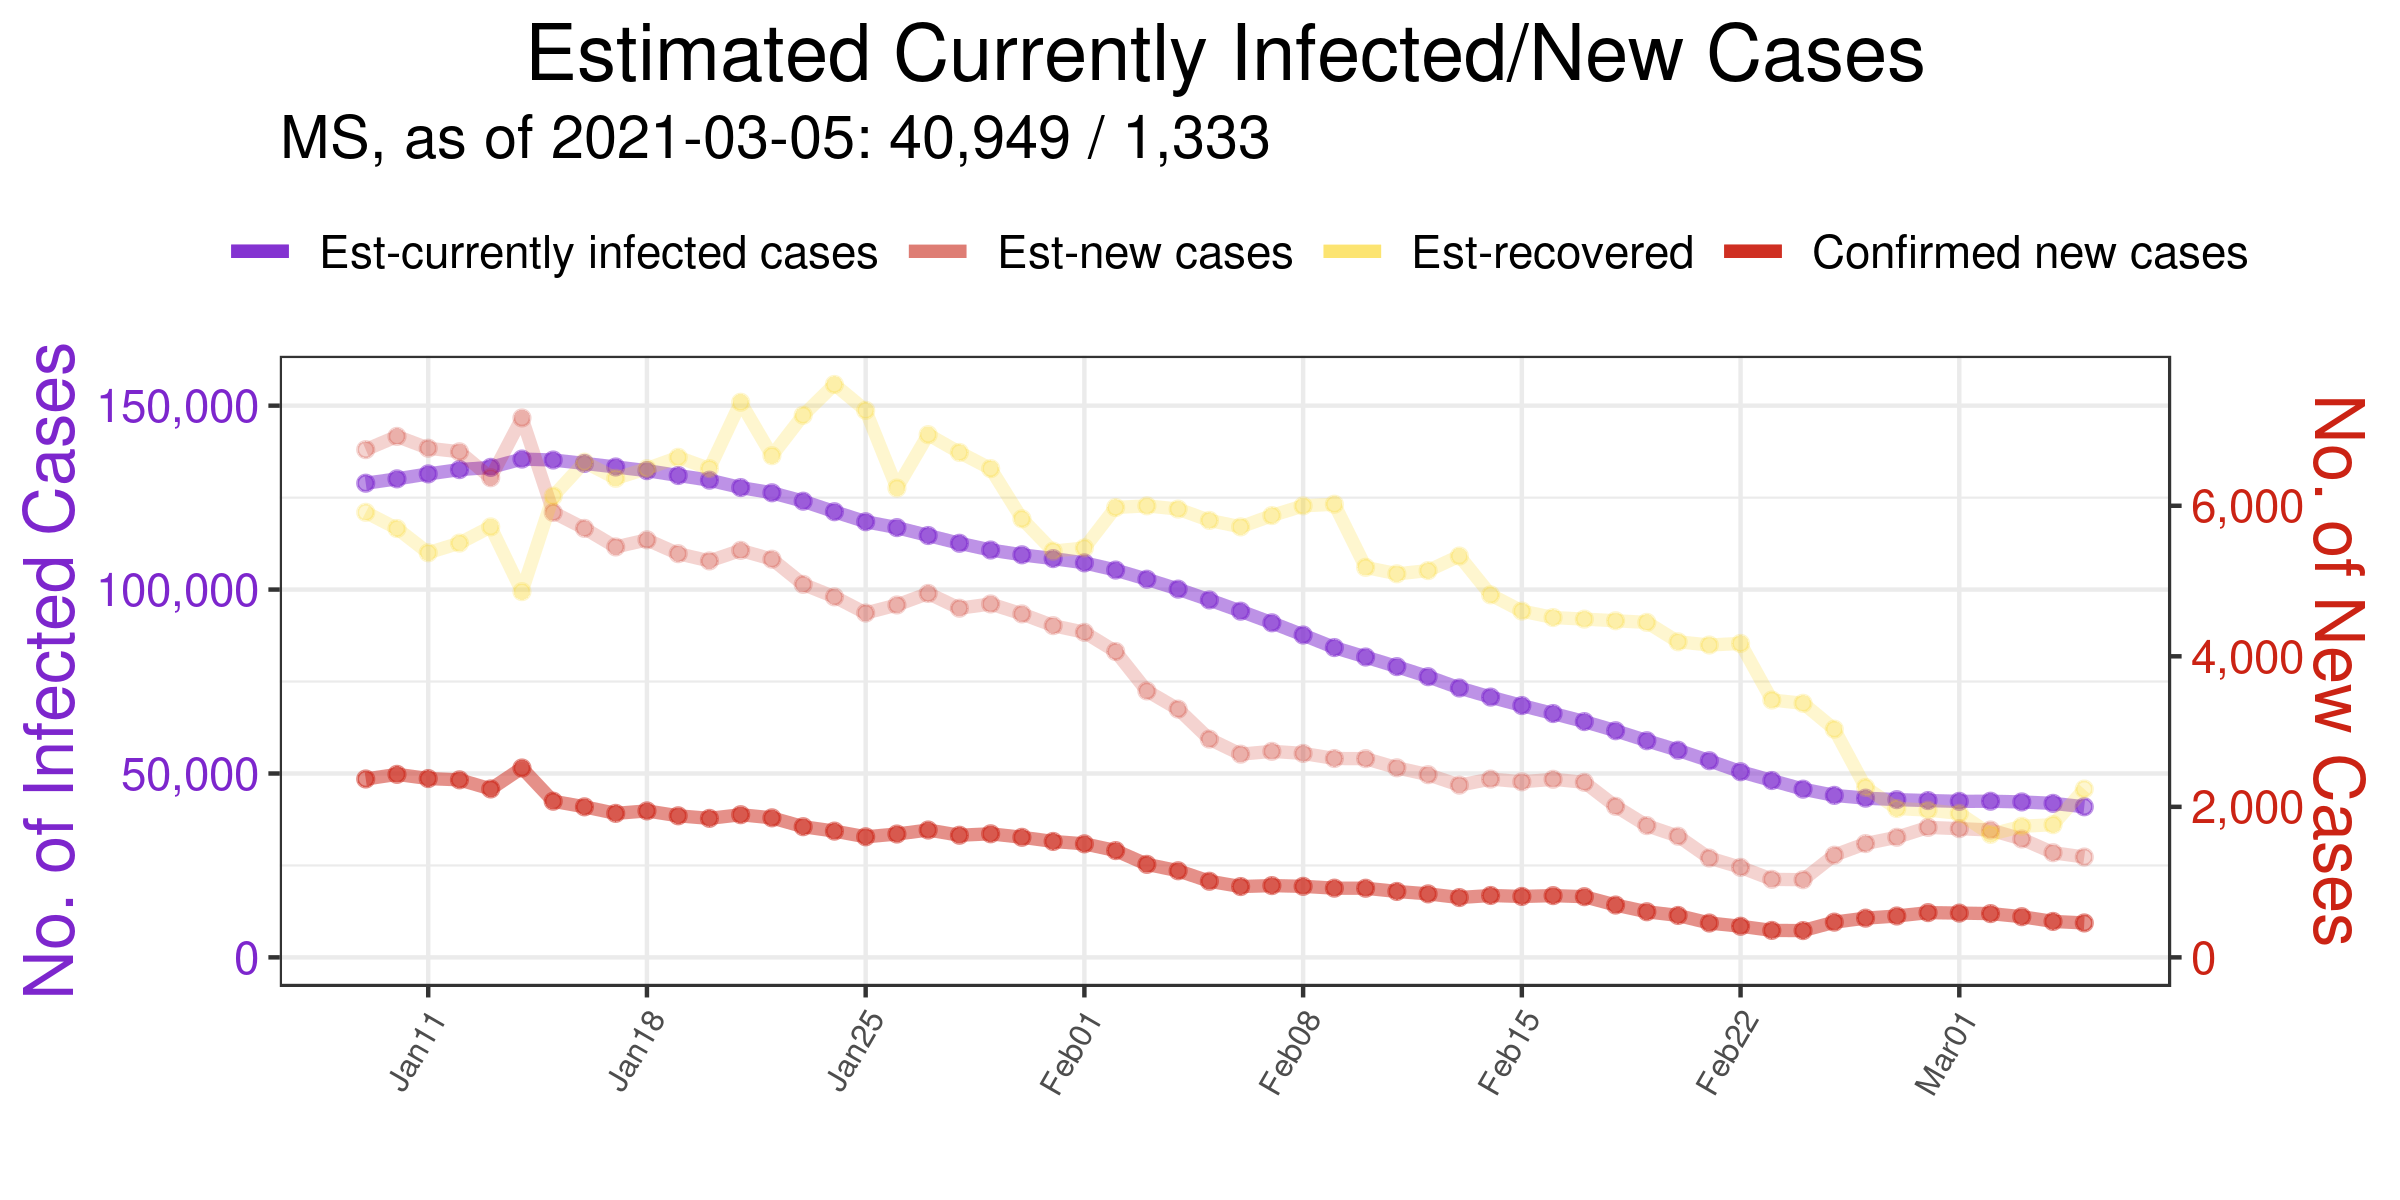 Estimated Currently Infected/New Cases
MS, as of 2021-03-05: 40,949 / 1,333
Est-currently infected cases Est-new cases Est-recovered Confirmed new cases
No. of Infected Cases
150,000
100,000
50,000
0
6,000
4,000
2,000
0
No. of New Cases
Jan11 Jan18 Jan25 Feb01 Feb08 Feb15 Feb22 Mar01